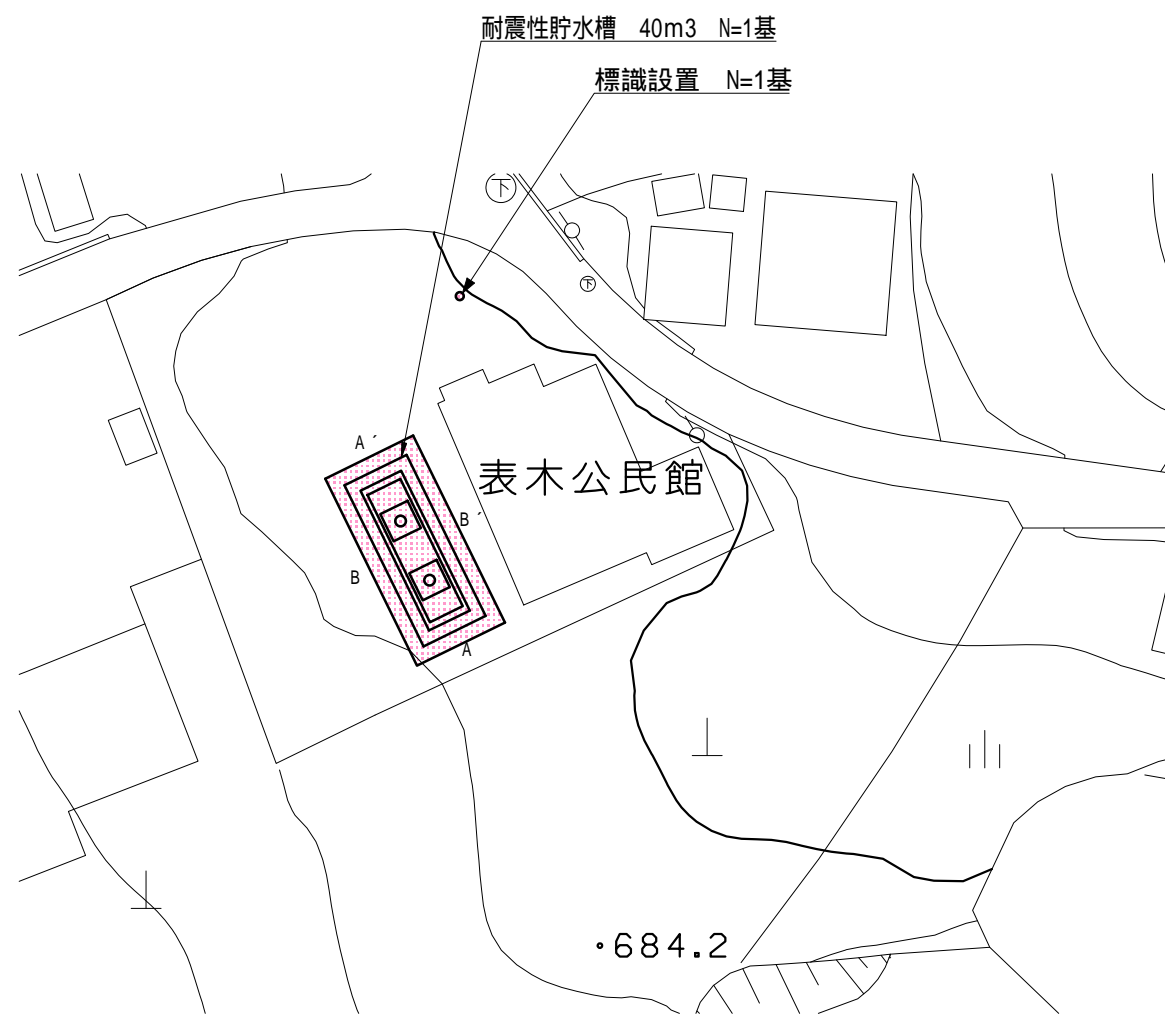 耐震性貯水槽 40m3 N=1基
標識設置 N=1基
下
下
A´
表木公民館
B´
B
A
684.2